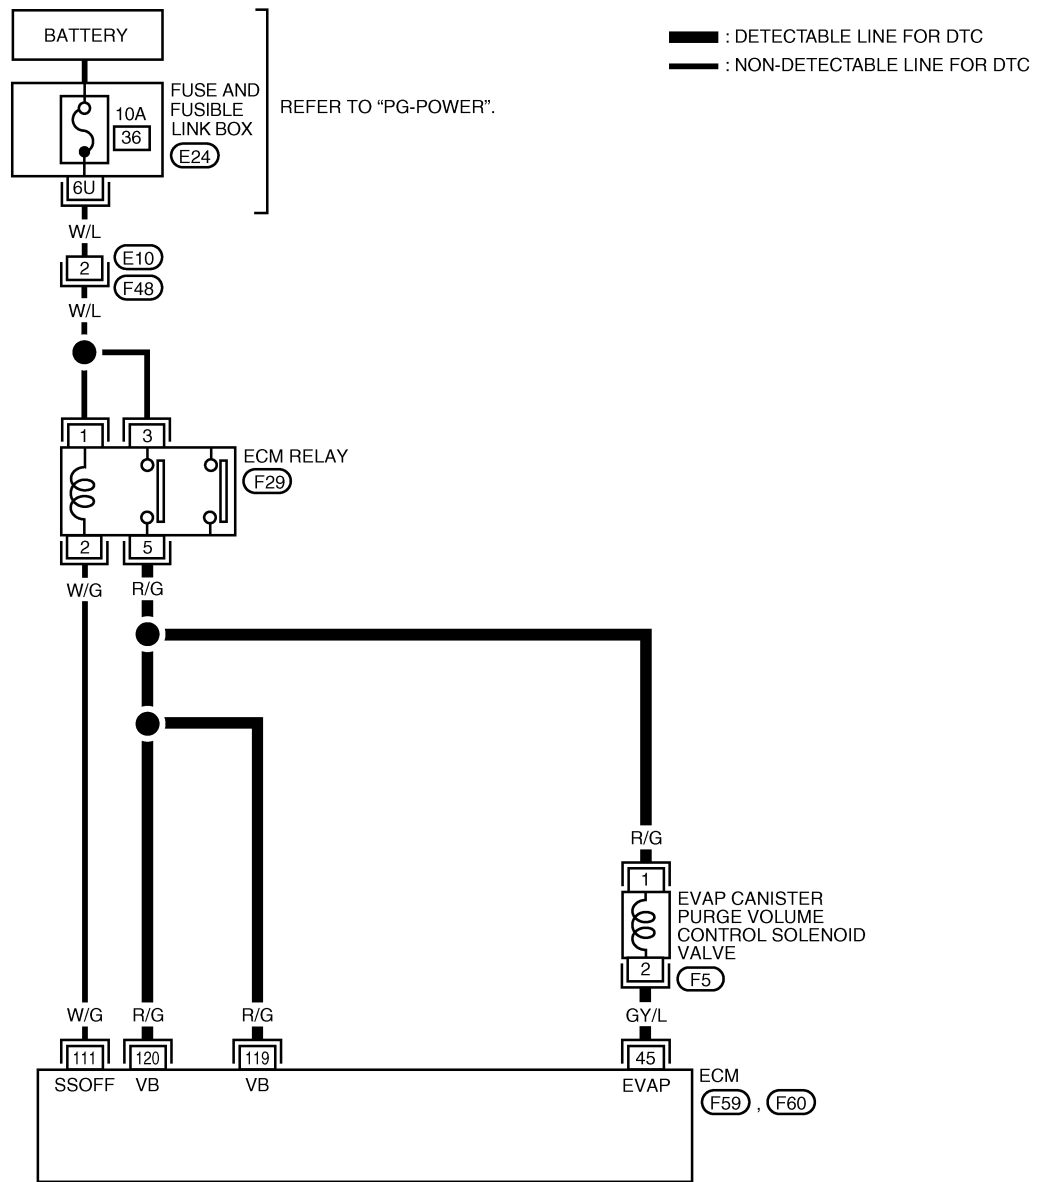 BATTERY
: DETECTABLE LINE FOR DTC
: NON-DETECTABLE LINE FOR DTC
10A
36
FUSE AND
FUSIBLE
LINK BOX
E24
REFER TO “PG-POWER”.
6U
W/L
2
E10
F48
W/L
1
3
ECM RELAY
F29
2
5
W/G
R/G
R/G
1
EVAP CANISTER
PURGE VOLUME
CONTROL SOLENOID
VALVE
2
F5
W/G
R/G
R/G
GY/L
111
120
119
45
SSOFF
VB
VB
EVAP
ECM
F59 , F60